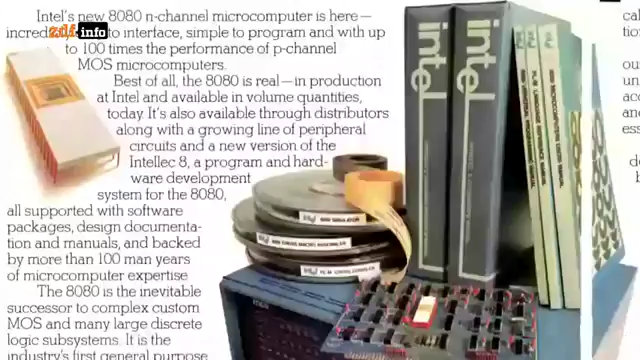 Intel's new 8080 n-channel microcomputer is here—
incredi to interface, simple to program and with up
to 100 times the performance of p-channel
MOS microcomputers.
Best of all, the 8080 is real—in production
at Intel and available in volume quantities,
today. It's also available through distributors
along with a growing line of peripheral
circuits and a new version of the
Intellec 8, a program and hard-
ware development
system for the 8080,
all supported with software
packages, design documenta-
tion and manuals, and backed
by more than 100 man years
of microcomputer expertise
The 8080 is the inevitable
successor to complex custom
MOS and many large discrete
logic subsystems. It is the
industry's first general purpose
zdf.info
intel
intel
8080 SIMULATOR